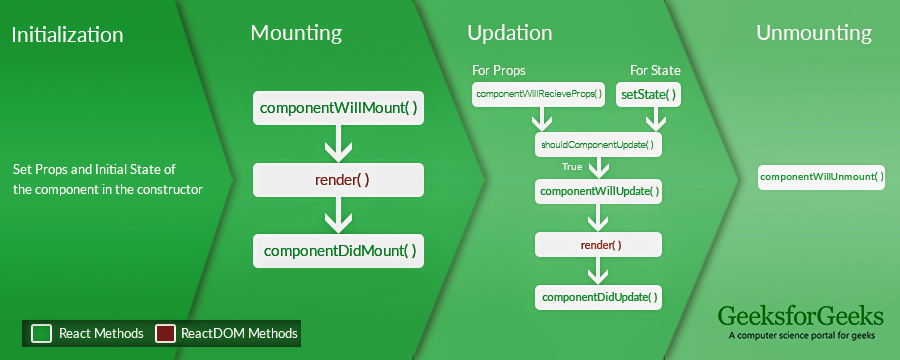 Initialization
Set Props and Initial State of
the component in the constructor
Mounting
componentWillMount( )
render( )
componentDidMount( )
Updation
For Props
For State
componentWillRecieveProps( )
setState( )
shouldComponentUpdate( )
True
componentWillUpdate( )
render( )
componentDidUpdate( )
Unmounting
componentWillUnmount( )
React Methods
ReactDOM Methods
GeeksforGeeks
A computer science portal for geeks